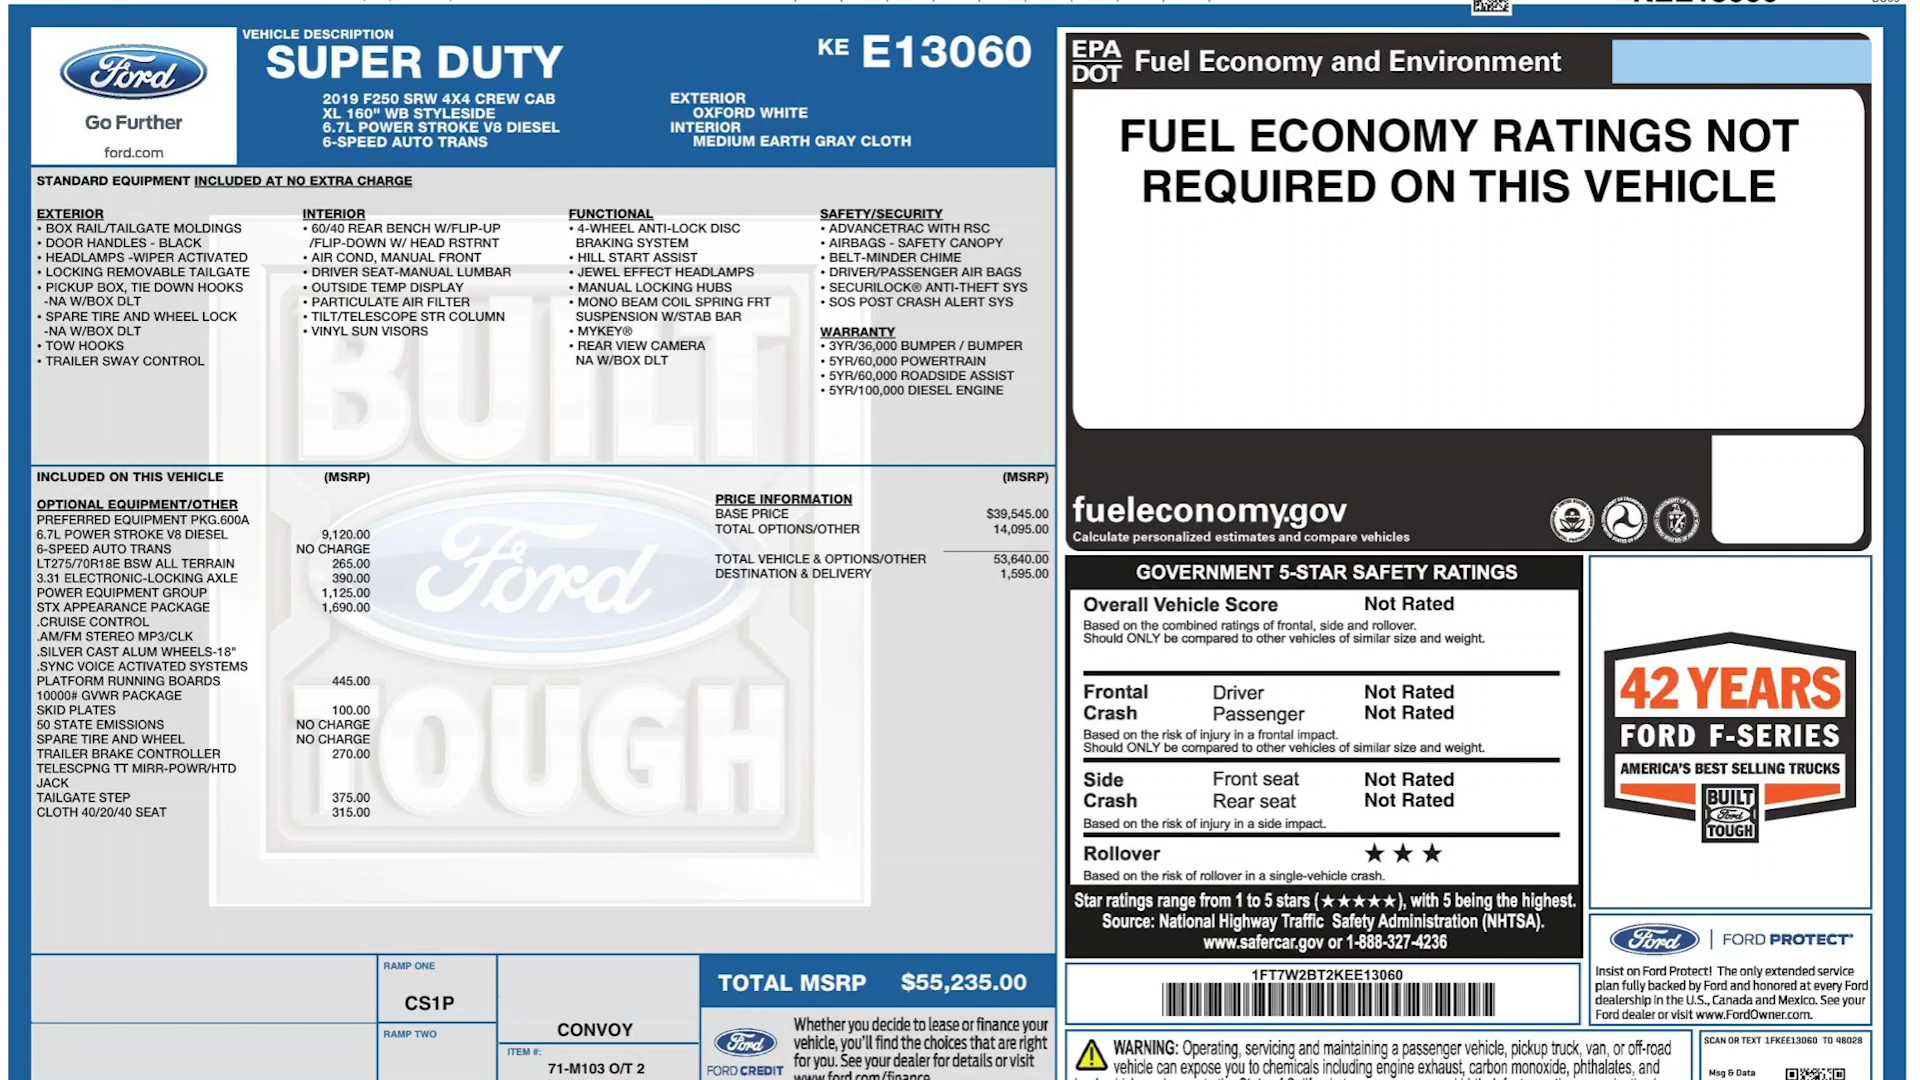 Ford
Go Further
ford.com
VEHICLE DESCRIPTION
SUPER DUTY
2019 F250 SRW 4X4 CREW CAB
XL 160" WB STYLESIDE
6.7L POWER STROKE V8 DIESEL
6-SPEED AUTO TRANS
KE E13060
EXTERIOR
OXFORD WHITE
INTERIOR
MEDIUM EARTH GRAY CLOTH
STANDARD EQUIPMENT INCLUDED AT NO EXTRA CHARGE
EXTERIOR
• BOX RAIL/TAILGATE MOLDINGS
• DOOR HANDLES - BLACK
• HEADLAMPS -WIPER ACTIVATED
• LOCKING REMOVABLE TAILGATE
• PICKUP BOX, TIE DOWN HOOKS
-NA W/BOX DLT
• SPARE TIRE AND WHEEL LOCK
-NA W/BOX DLT
• TOW HOOKS
• TRAILER SWAY CONTROL
INTERIOR
• 60/40 REAR BENCH W/FLIP-UP
/FLIP-DOWN W/ HEAD RSTRNT
• AIR COND, MANUAL FRONT
• DRIVER SEAT-MANUAL LUMBAR
• OUTSIDE TEMP DISPLAY
• PARTICULATE AIR FILTER
• TILT/TELESCOPE STR COLUMN
• VINYL SUN VISORS
FUNCTIONAL
• 4-WHEEL ANTI-LOCK DISC
BRAKING SYSTEM
• HILL START ASSIST
• JEWEL EFFECT HEADLAMPS
• MANUAL LOCKING HUBS
• MONO BEAM COIL SPRING FRT
SUSPENSION W/STAB BAR
• MYKEY®
• REAR VIEW CAMERA
NA W/BOX DLT
SAFETY/SECURITY
• ADVANCETRAC WITH RSC
• AIRBAGS - SAFETY CANOPY
• BELT-MINDER CHIME
• DRIVER/PASSENGER AIR BAGS
• SECURILOCK® ANTI-THEFT SYS
• SOS POST CRASH ALERT SYS
WARRANTY
• 3YR/36,000 BUMPER / BUMPER
• 5YR/60,000 POWERTRAIN
• 5YR/60,000 ROADSIDE ASSIST
• 5YR/100,000 DIESEL ENGINE
BUILT
Ford
TOUGH
INCLUDED ON THIS VEHICLE (MSRP)
OPTIONAL EQUIPMENT/OTHER
PREFERRED EQUIPMENT PKG.600A
6.7L POWER STROKE V8 DIESEL 9,120.00
6-SPEED AUTO TRANS NO CHARGE
LT275/70R18E BSW ALL TERRAIN 265.00
3.31 ELECTRONIC-LOCKING AXLE 390.00
POWER EQUIPMENT GROUP 1,125.00
STX APPEARANCE PACKAGE 1,690.00
.CRUISE CONTROL
.AM/FM STEREO MP3/CLK
.SILVER CAST ALUM WHEELS-18"
.SYNC VOICE ACTIVATED SYSTEMS
PLATFORM RUNNING BOARDS 445.00
10000# GVWR PACKAGE
SKID PLATES 100.00
50 STATE EMISSIONS NO CHARGE
SPARE TIRE AND WHEEL NO CHARGE
TRAILER BRAKE CONTROLLER 270.00
TELESCPNG TT MIRR-POWR/HTD
JACK
TAILGATE STEP 375.00
CLOTH 40/20/40 SEAT 315.00
(MSRP)
PRICE INFORMATION
BASE PRICE $39,545.00
TOTAL OPTIONS/OTHER 14,095.00
TOTAL VEHICLE & OPTIONS/OTHER 53,640.00
DESTINATION & DELIVERY 1,595.00
RAMP ONE
CS1P
RAMP TWO
CONVOY
ITEM #:
71-M103 O/T 2
TOTAL MSRP $55,235.00
Ford
FORD CREDIT
Whether you decide to lease or finance your
vehicle, you'll find the choices that are right
for you. See your dealer for details or visit
www.ford.com/finance
EPA
DOT
Fuel Economy and Environment
FUEL ECONOMY RATINGS NOT
REQUIRED ON THIS VEHICLE
fueleconomy.gov
Calculate personalized estimates and compare vehicles
GOVERNMENT 5-STAR SAFETY RATINGS
Overall Vehicle Score Not Rated
Based on the combined ratings of frontal, side and rollover.
Should ONLY be compared to other vehicles of similar size and weight.
Frontal Driver Not Rated
Crash Passenger Not Rated
Based on the risk of injury in a frontal impact.
Should ONLY be compared to other vehicles of similar size and weight.
Side Front seat Not Rated
Crash Rear seat Not Rated
Based on the risk of injury in a side impact.
Rollover ★ ★ ★
Based on the risk of rollover in a single-vehicle crash.
Star ratings range from 1 to 5 stars (★★★★★), with 5 being the highest.
Source: National Highway Traffic Safety Administration (NHTSA).
www.safercar.gov or 1-888-327-4236
42 YEARS
FORD F-SERIES
AMERICA'S BEST SELLING TRUCKS
BUILT
Ford
TOUGH
Ford | FORD PROTECT
Insist on Ford Protect! The only extended service
plan fully backed by Ford and honored at every Ford
dealership in the U.S., Canada and Mexico. See your
Ford dealer or visit www.FordOwner.com.
1FT7W2BT2KEE13060
WARNING: Operating, servicing and maintaining a passenger vehicle, pickup truck, van, or off-road
vehicle can expose you to chemicals including engine exhaust, carbon monoxide, phthalates, and
SCAN OR TEXT 1FKEE13060 TO 48028
Msg & Data